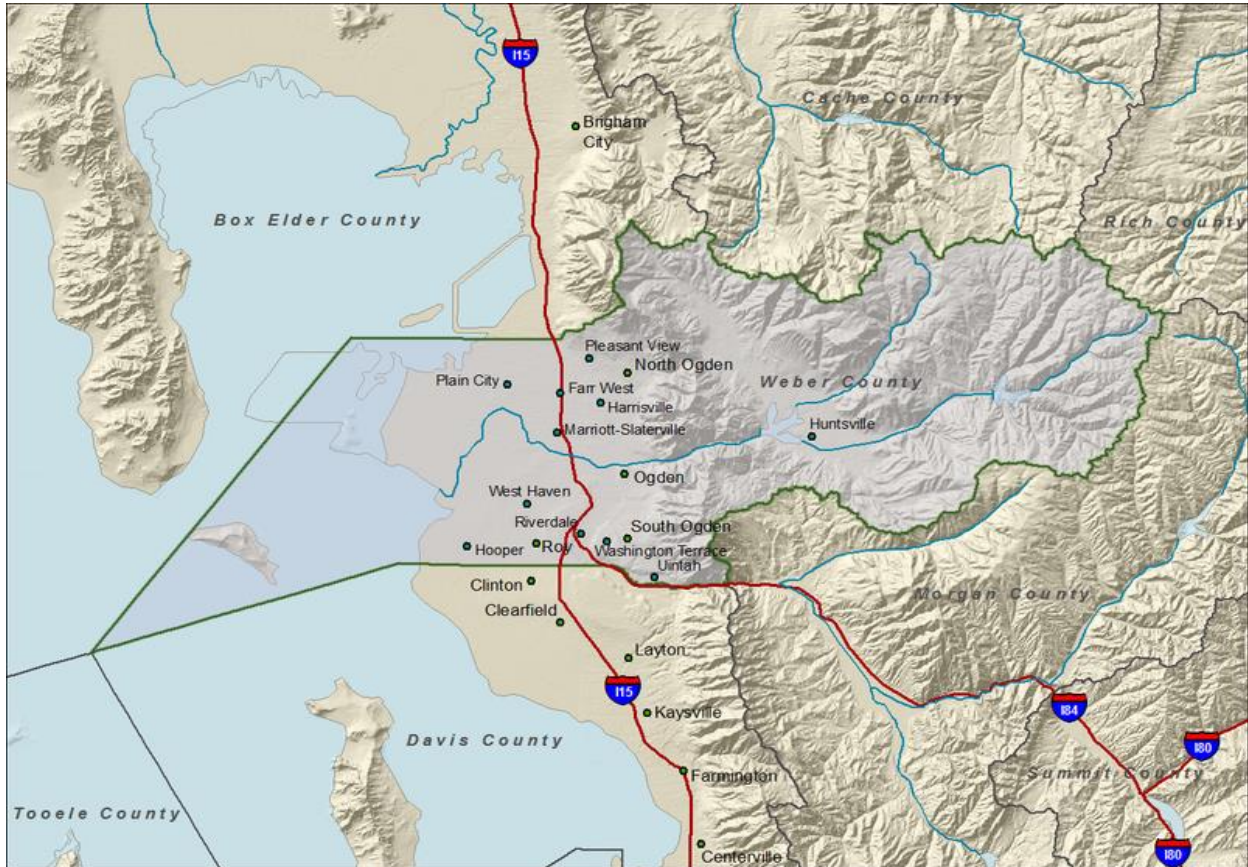 I15
Cache County
Brigham
City
Box Elder County
Rich County
Pleasant View
North Ogden
Plain City
Farr West
Weber County
Harrisville
Marriott-Slaterville
Huntsville
Ogden
West Haven
Riverdale
South Ogden
Hooper
Roy
Washington Terrace
Uintah
Clinton
Morgan County
Clearfield
Layton
I15
Kaysville
I84
Davis County
I80
Farmington
Summit County
Tooele County
Centerville
I80